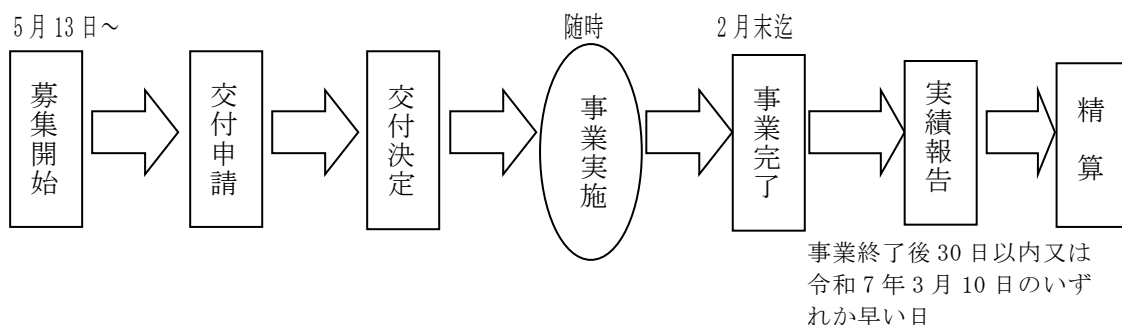 5月13日～
随時
2月末迄
募集開始
交付申請
交付決定
事業実施
事業完了
実績報告
精算
事業終了後30日以内又は
令和7年3月10日のいず
れか早い日